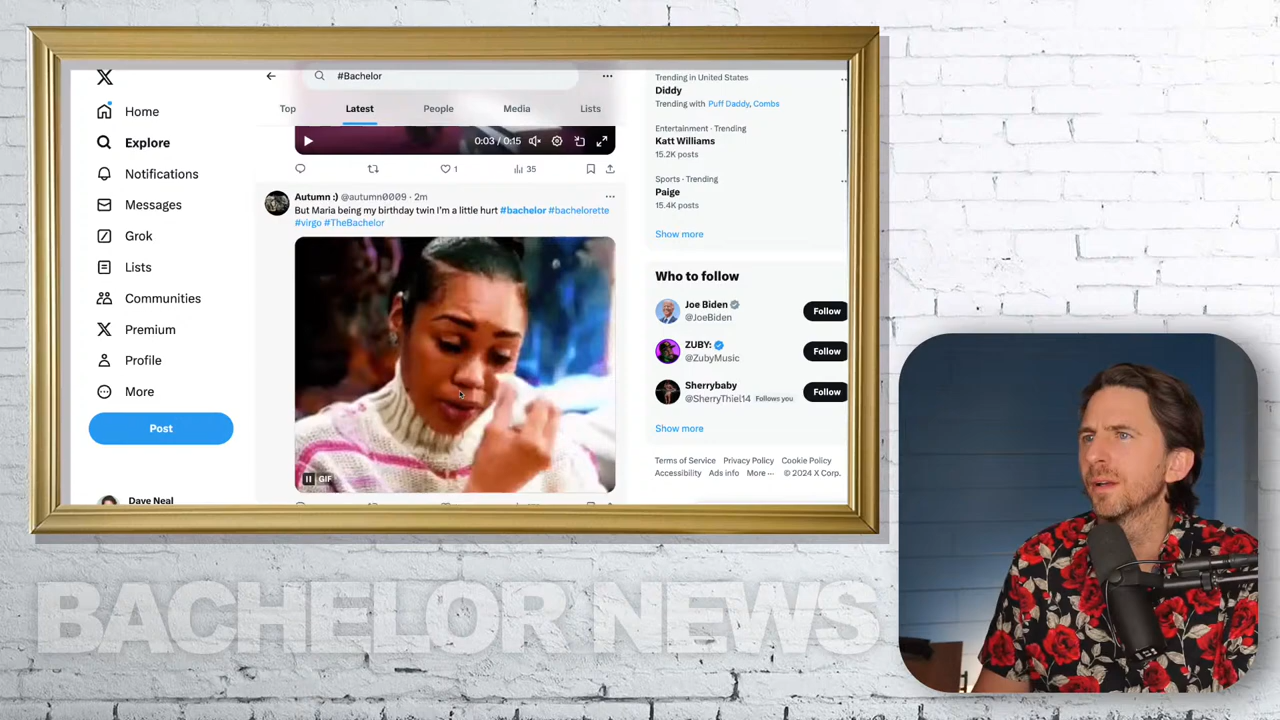 #Bachelor
Home
Explore
Notifications
Messages
Grok
Lists
Communities
Premium
Profile
More
Post
Dave Neal
Top
Latest
People
Media
Lists
0:03 / 0:15
1
35
Autumn :) @autumn0009 · 2m
But Maria being my birthday twin I'm a little hurt #bachelor #bachelorette
#virgo #TheBachelor
GIF
Trending in United States
Diddy
Trending with Puff Daddy, Combs
Entertainment · Trending
Katt Williams
15.2K posts
Sports · Trending
Paige
15.4K posts
Show more
Who to follow
Joe Biden
@JoeBiden
Follow
ZUBY:
@ZubyMusic
Follow
Sherrybaby
@SherryThiel14 Follows you
Follow
Show more
Terms of Service Privacy Policy Cookie Policy
Accessibility Ads info More ··· © 2024 X Corp.
BACHELOR NEWS